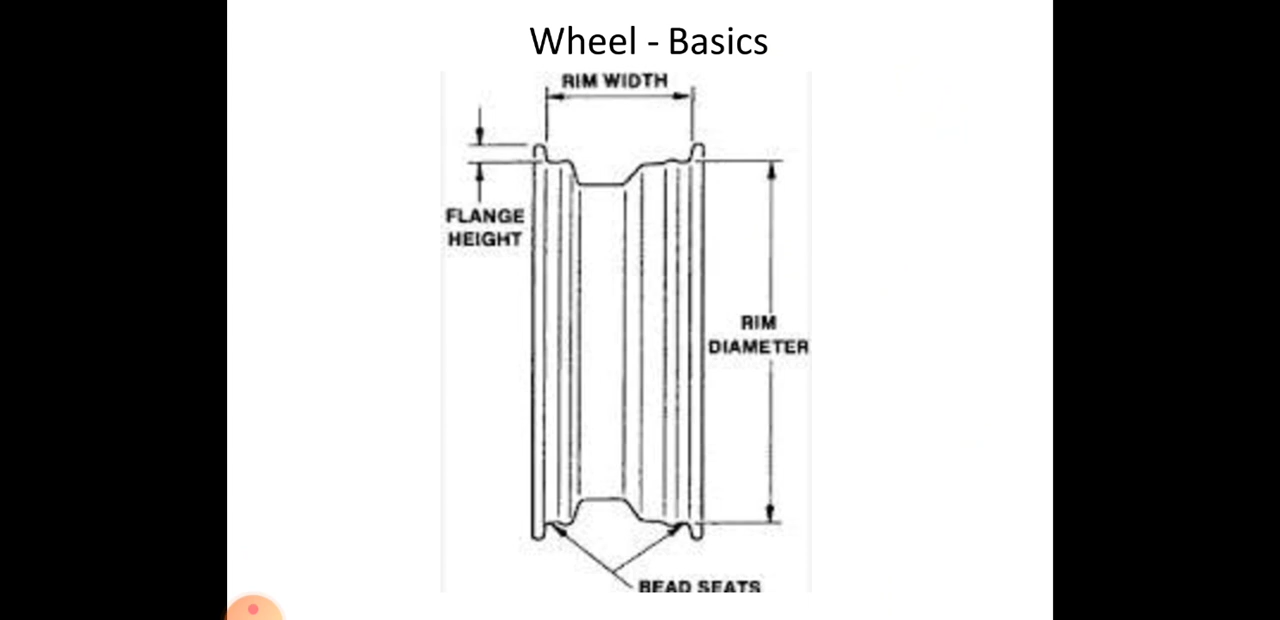 Wheel - Basics
RIM WIDTH
FLANGE
HEIGHT
RIM
DIAMETER
BEAD SEATS